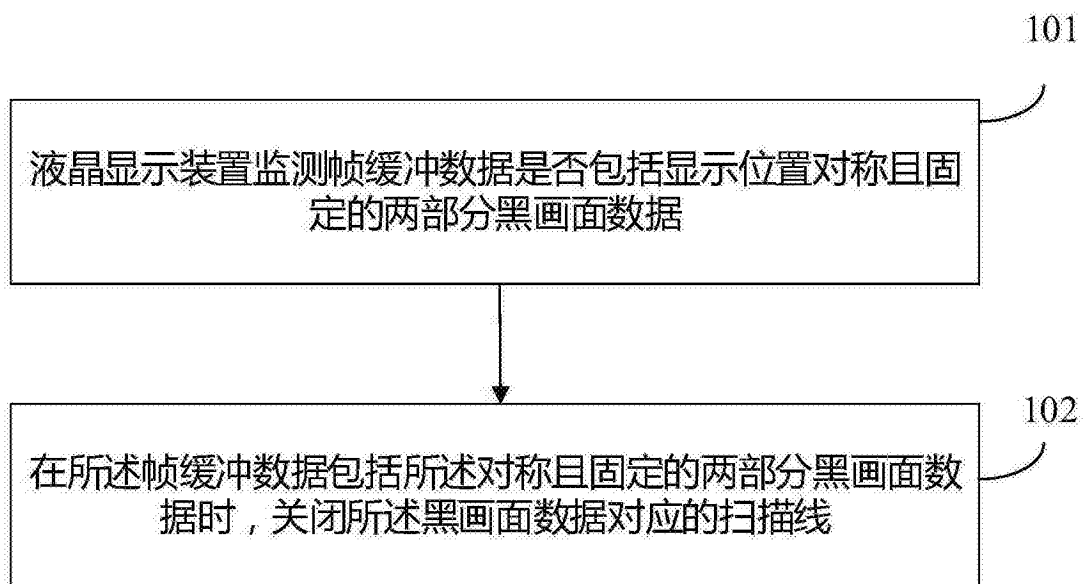 101
液晶显示装置监测帧缓冲数据是否包括显示位置对称且固
定的两部分黑画面数据
102
在所述帧缓冲数据包括所述对称且固定的两部分黑画面数
据时，关闭所述黑画面数据对应的扫描线